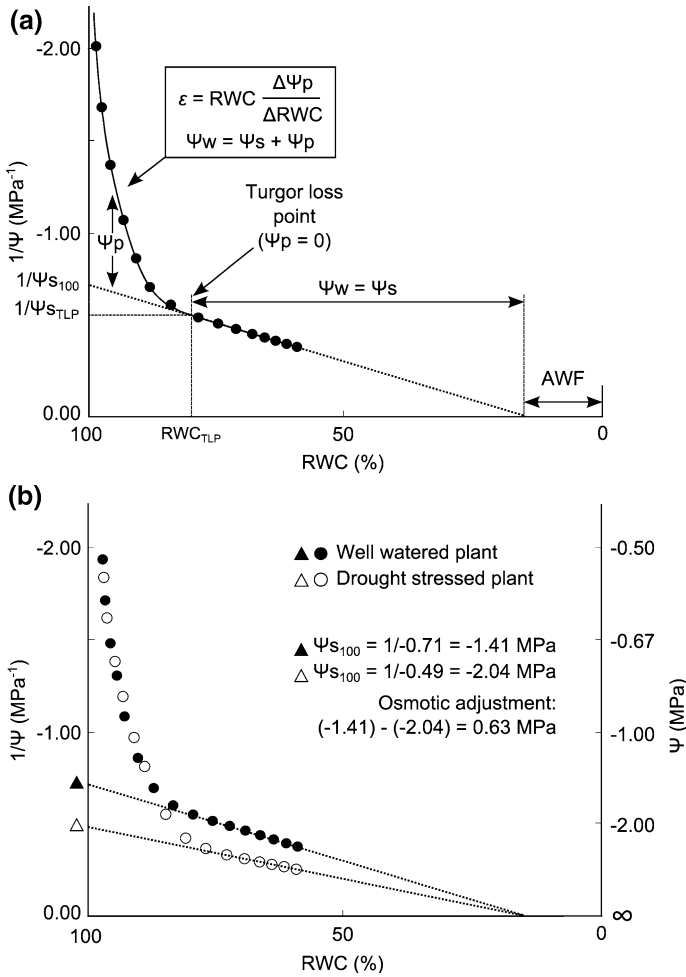 (a)
-2.00
ε = RWC ΔΨp
ΔRWC
Ψw = Ψs + Ψp
Turgor loss
point
(Ψp = 0)
1/Ψ (MPa-1)
-1.00
Ψp
1/Ψs100
Ψw = Ψs
1/ΨsTLP
AWF
0.00
100
RWCTLP
50
0
RWC (%)
(b)
-2.00
-0.50
Well watered plant
Drought stressed plant
Ψs100 = 1/-0.71 = -1.41 MPa
-0.67
Ψs100 = 1/-0.49 = -2.04 MPa
Osmotic adjustment:
(-1.41) - (-2.04) = 0.63 MPa
1/Ψ (MPa-1)
Ψ (MPa)
-1.00
-1.00
-2.00
0.00
∞
100
50
0
RWC (%)